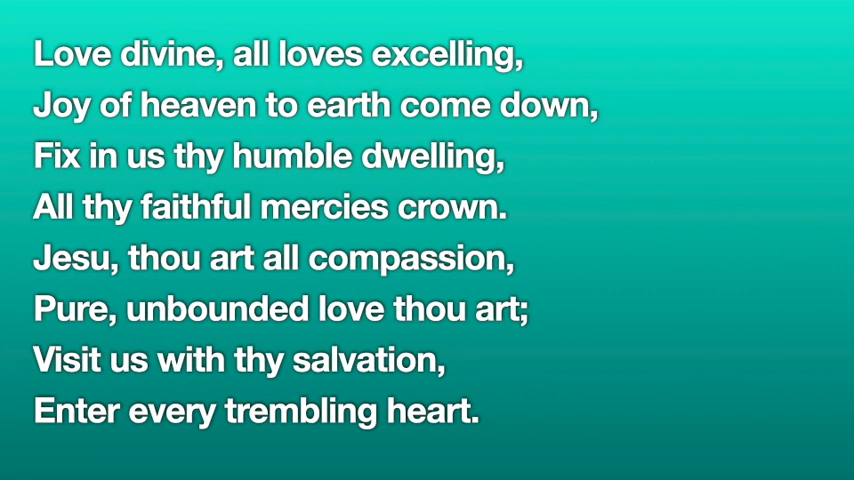 Love divine, all loves excelling,
Joy of heaven to earth come down,
Fix in us thy humble dwelling,
All thy faithful mercies crown.
Jesu, thou art all compassion,
Pure, unbounded love thou art;
Visit us with thy salvation,
Enter every trembling heart.